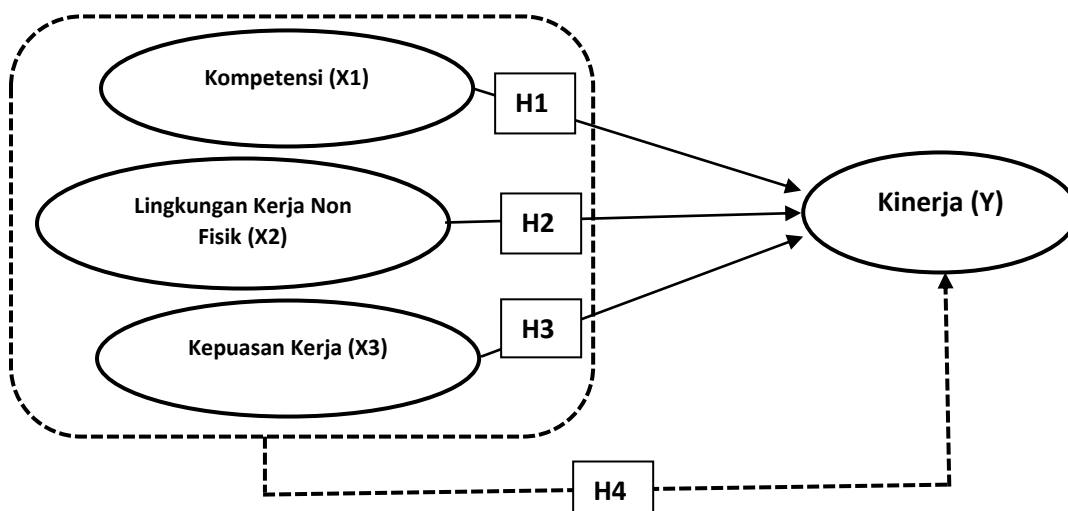 Kompetensi (X1)
H1
Lingkungan Kerja Non
Fisik (X2)
H2
Kinerja (Y)
Kepuasan Kerja (X3)
H3
H4